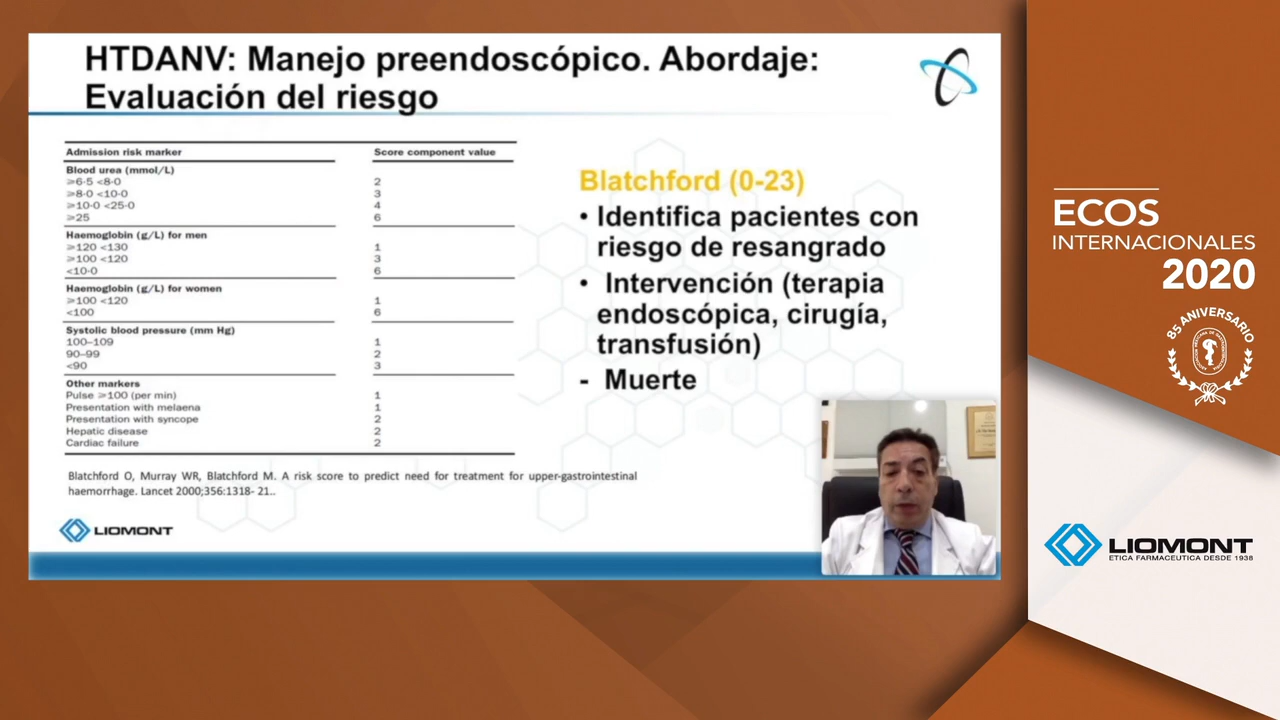 HTDANV: Manejo preendoscópico. Abordaje:
Evaluación del riesgo
Admission risk marker Score component value
Blood urea (mmol/L)
≥6·5 <8·0 2
≥8·0 <10·0 3
≥10·0 <25·0 4
≥25 6
Haemoglobin (g/L) for men
≥120 <130 1
≥100 <120 3
<10·0 6
Haemoglobin (g/L) for women
≥100 <120 1
<100 6
Systolic blood pressure (mm Hg)
100–109 1
90–99 2
<90 3
Other markers
Pulse ≥100 (per min) 1
Presentation with melaena 1
Presentation with syncope 2
Hepatic disease 2
Cardiac failure 2
Blatchford O, Murray WR, Blatchford M. A risk score to predict need for treatment for upper-gastrointestinal
haemorrhage. Lancet 2000;356:1318- 21..
LIOMONT
Blatchford (0-23)
• Identifica pacientes con
riesgo de resangrado
• Intervención (terapia
endoscópica, cirugía,
transfusión)
- Muerte
ECOS
INTERNACIONALES
2020
85 ANIVERSARIO
LIOMONT
ETICA FARMACEUTICA DESDE 1938